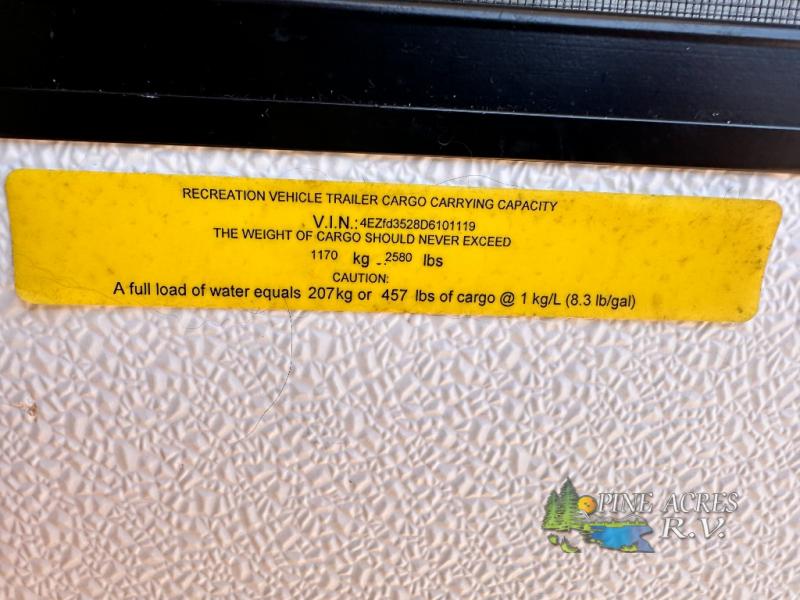 RECREATION VEHICLE TRAILER CARGO CARRYING CAPACITY
V.I.N.: 4EZfd3528D6101119
THE WEIGHT OF CARGO SHOULD NEVER EXCEED
1170 kg -. 2580 lbs
CAUTION:
A full load of water equals 207kg or 457 lbs of cargo @ 1 kg/L (8.3 lb/gal)
PINE ACRES
R.V.